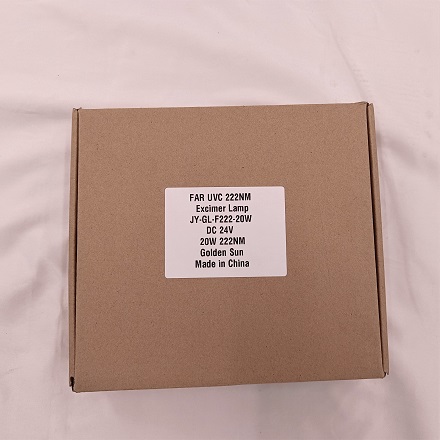 FAR UVC 222NM
Excimer Lamp
JY-GL-F222-20W
DC 24V
20W 222NM
Golden Sun
Made in China